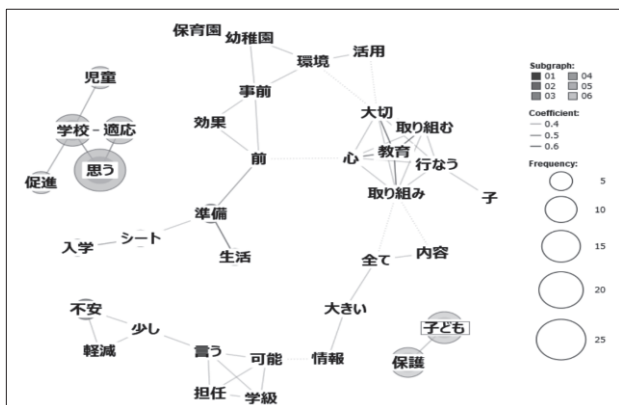 保育園
幼稚園
環境
活用
児童
事前
学校
適応
効果
大切
取り組む
思う
前
心
教育
行なう
促進
取り組み
子
準備
シート
入学
生活
全て
内容
不安
大きい
少し
子ども
軽減
言う
可能
情報
保護
担任
学級
Subgraph:
01 04
02 05
03 06
Coefficient:
0.4
0.5
0.6
Frequency:
5
10
15
20
25